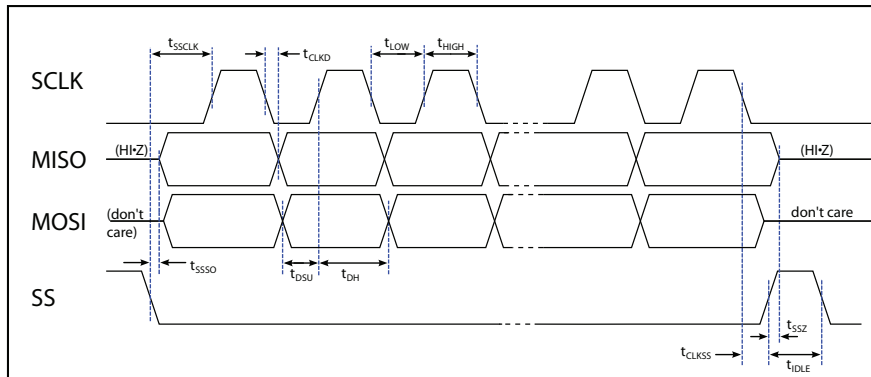 tSSCLK
tCLKD
tLOW
tHIGH
SCLK
MISO
(HI•Z)
(HI•Z)
MOSI
(don't
care)
don't care
tSSSO
tDSU
tDH
SS
tSSZ
tCLKSS
tIDLE